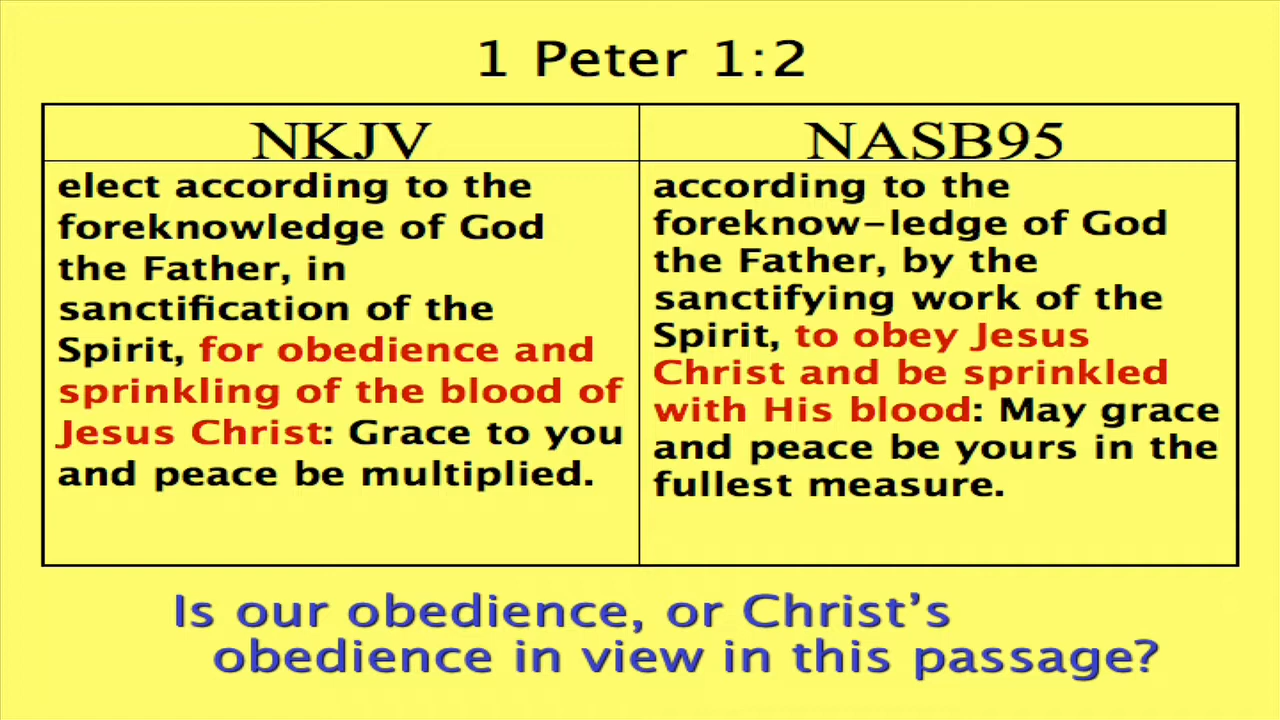 1 Peter 1:2
NKJV
elect according to the
foreknowledge of God
the Father, in
sanctification of the
Spirit, for obedience and
sprinkling of the blood of
Jesus Christ: Grace to you
and peace be multiplied.
NASB95
according to the
foreknow-ledge of God
the Father, by the
sanctifying work of the
Spirit, to obey Jesus
Christ and be sprinkled
with His blood: May grace
and peace be yours in the
fullest measure.
Is our obedience, or Christ's
obedience in view in this passage?